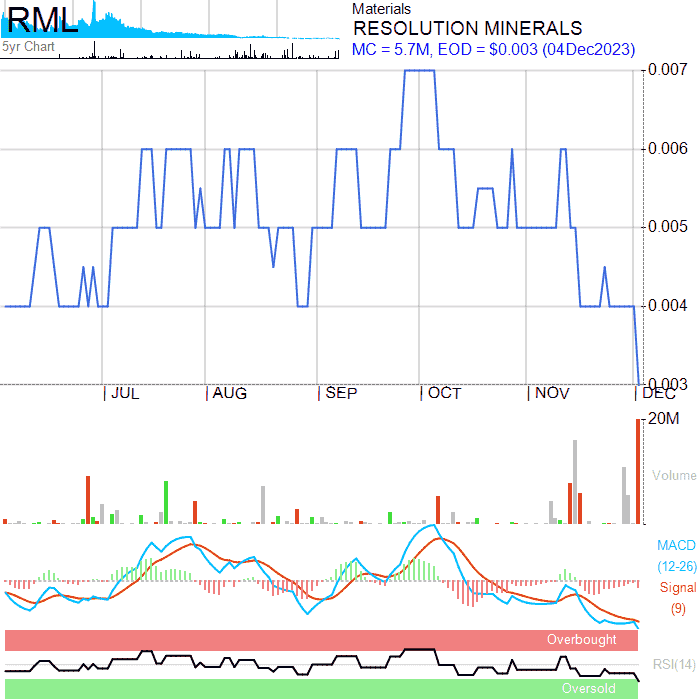 RML
5yr Chart
Materials
RESOLUTION MINERALS
MC = 5.7M, EOD = $0.003 (04Dec2023)
0.007
0.006
0.005
0.004
0.003
JUL AUG SEP OCT NOV DEC
20M
Volume
MACD
(12-26)
Signal
(9)
Overbought
RSI(14)
Oversold